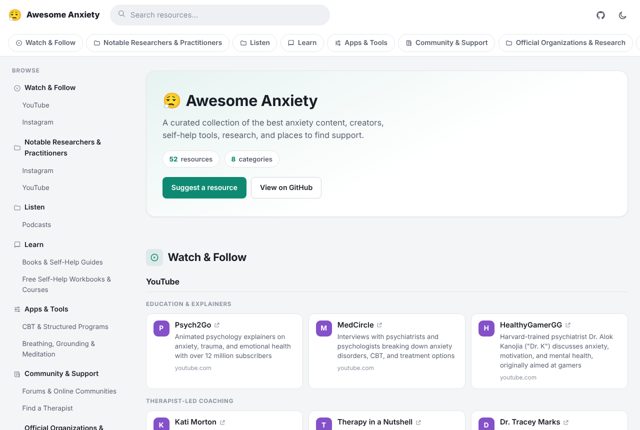 Awesome Anxiety
Search resources...
Watch & Follow
Notable Researchers & Practitioners
Listen
Learn
Apps & Tools
Community & Support
Official Organizations & Research
BROWSE
Watch & Follow
YouTube
Instagram
Notable Researchers &
Practitioners
Instagram
YouTube
Listen
Podcasts
Learn
Books & Self-Help Guides
Free Self-Help Workbooks &
Courses
Apps & Tools
CBT & Structured Programs
Breathing, Grounding &
Meditation
Community & Support
Forums & Online Communities
Find a Therapist
Official Organizations &
Awesome Anxiety
A curated collection of the best anxiety content, creators,
self-help tools, research, and places to find support.
52 resources
8 categories
Suggest a resource
View on GitHub
Watch & Follow
YouTube
EDUCATION & EXPLAINERS
P
Psych2Go
Animated psychology explainers on
anxiety, trauma, and emotional health
with over 12 million subscribers
youtube.com
M
MedCircle
Interviews with psychiatrists and
psychologists breaking down anxiety
disorders, CBT, and treatment options
youtube.com
H
HealthyGamerGG
Harvard-trained psychiatrist Dr. Alok
Kanojia ("Dr. K") discusses anxiety,
motivation, and mental health,
originally aimed at gamers
youtube.com
THERAPIST-LED COACHING
K
Kati Morton
T
Therapy in a Nutshell
D
Dr. Tracey Marks